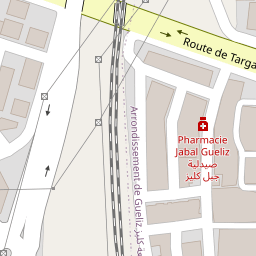 Route de Targa
Arrondissement de Gueliz
Pharmacie
Jabal Gueliz
صيدلية
جبل كليز